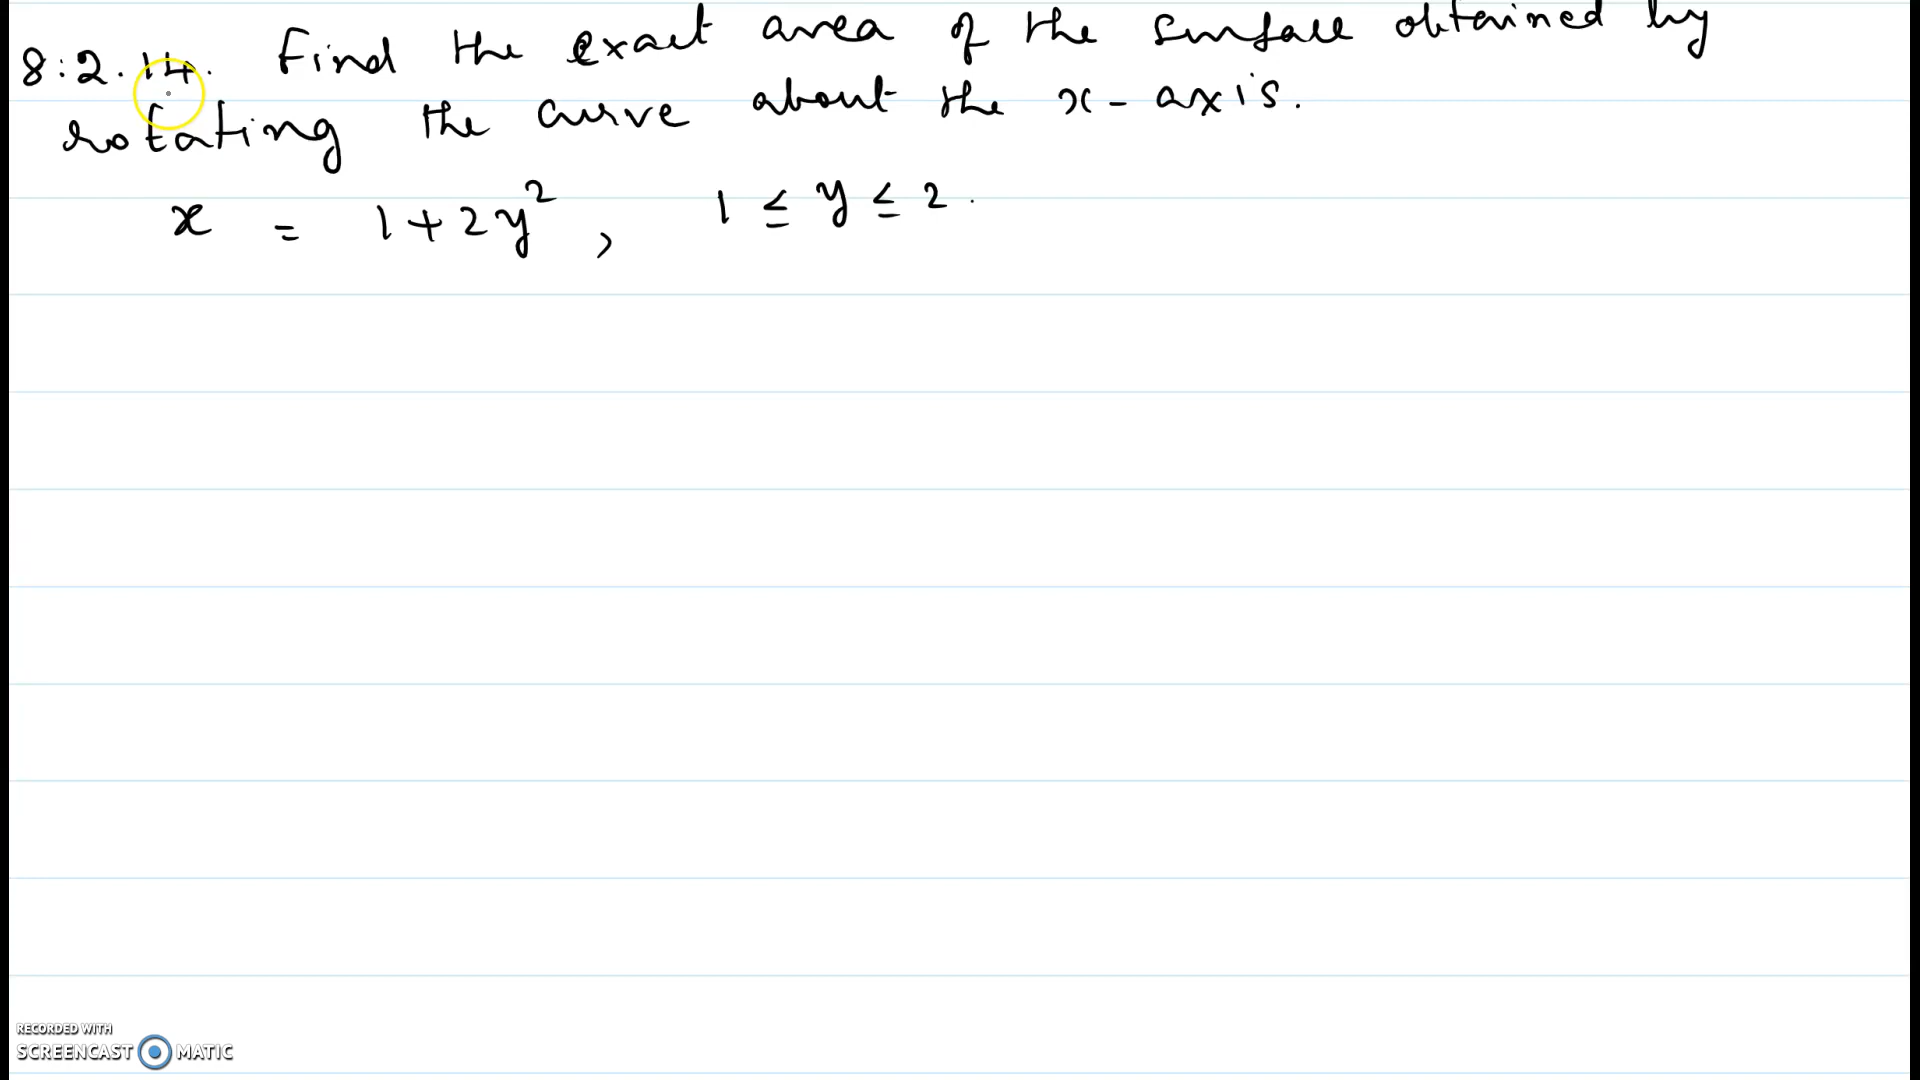 8:2.14. Find the exact area of the surface obtained by
rotating the curve about the x-axis.
x = 1+2y², 1 ≤ y ≤ 2.
RECORDED WITH
SCREENCAST MATIC